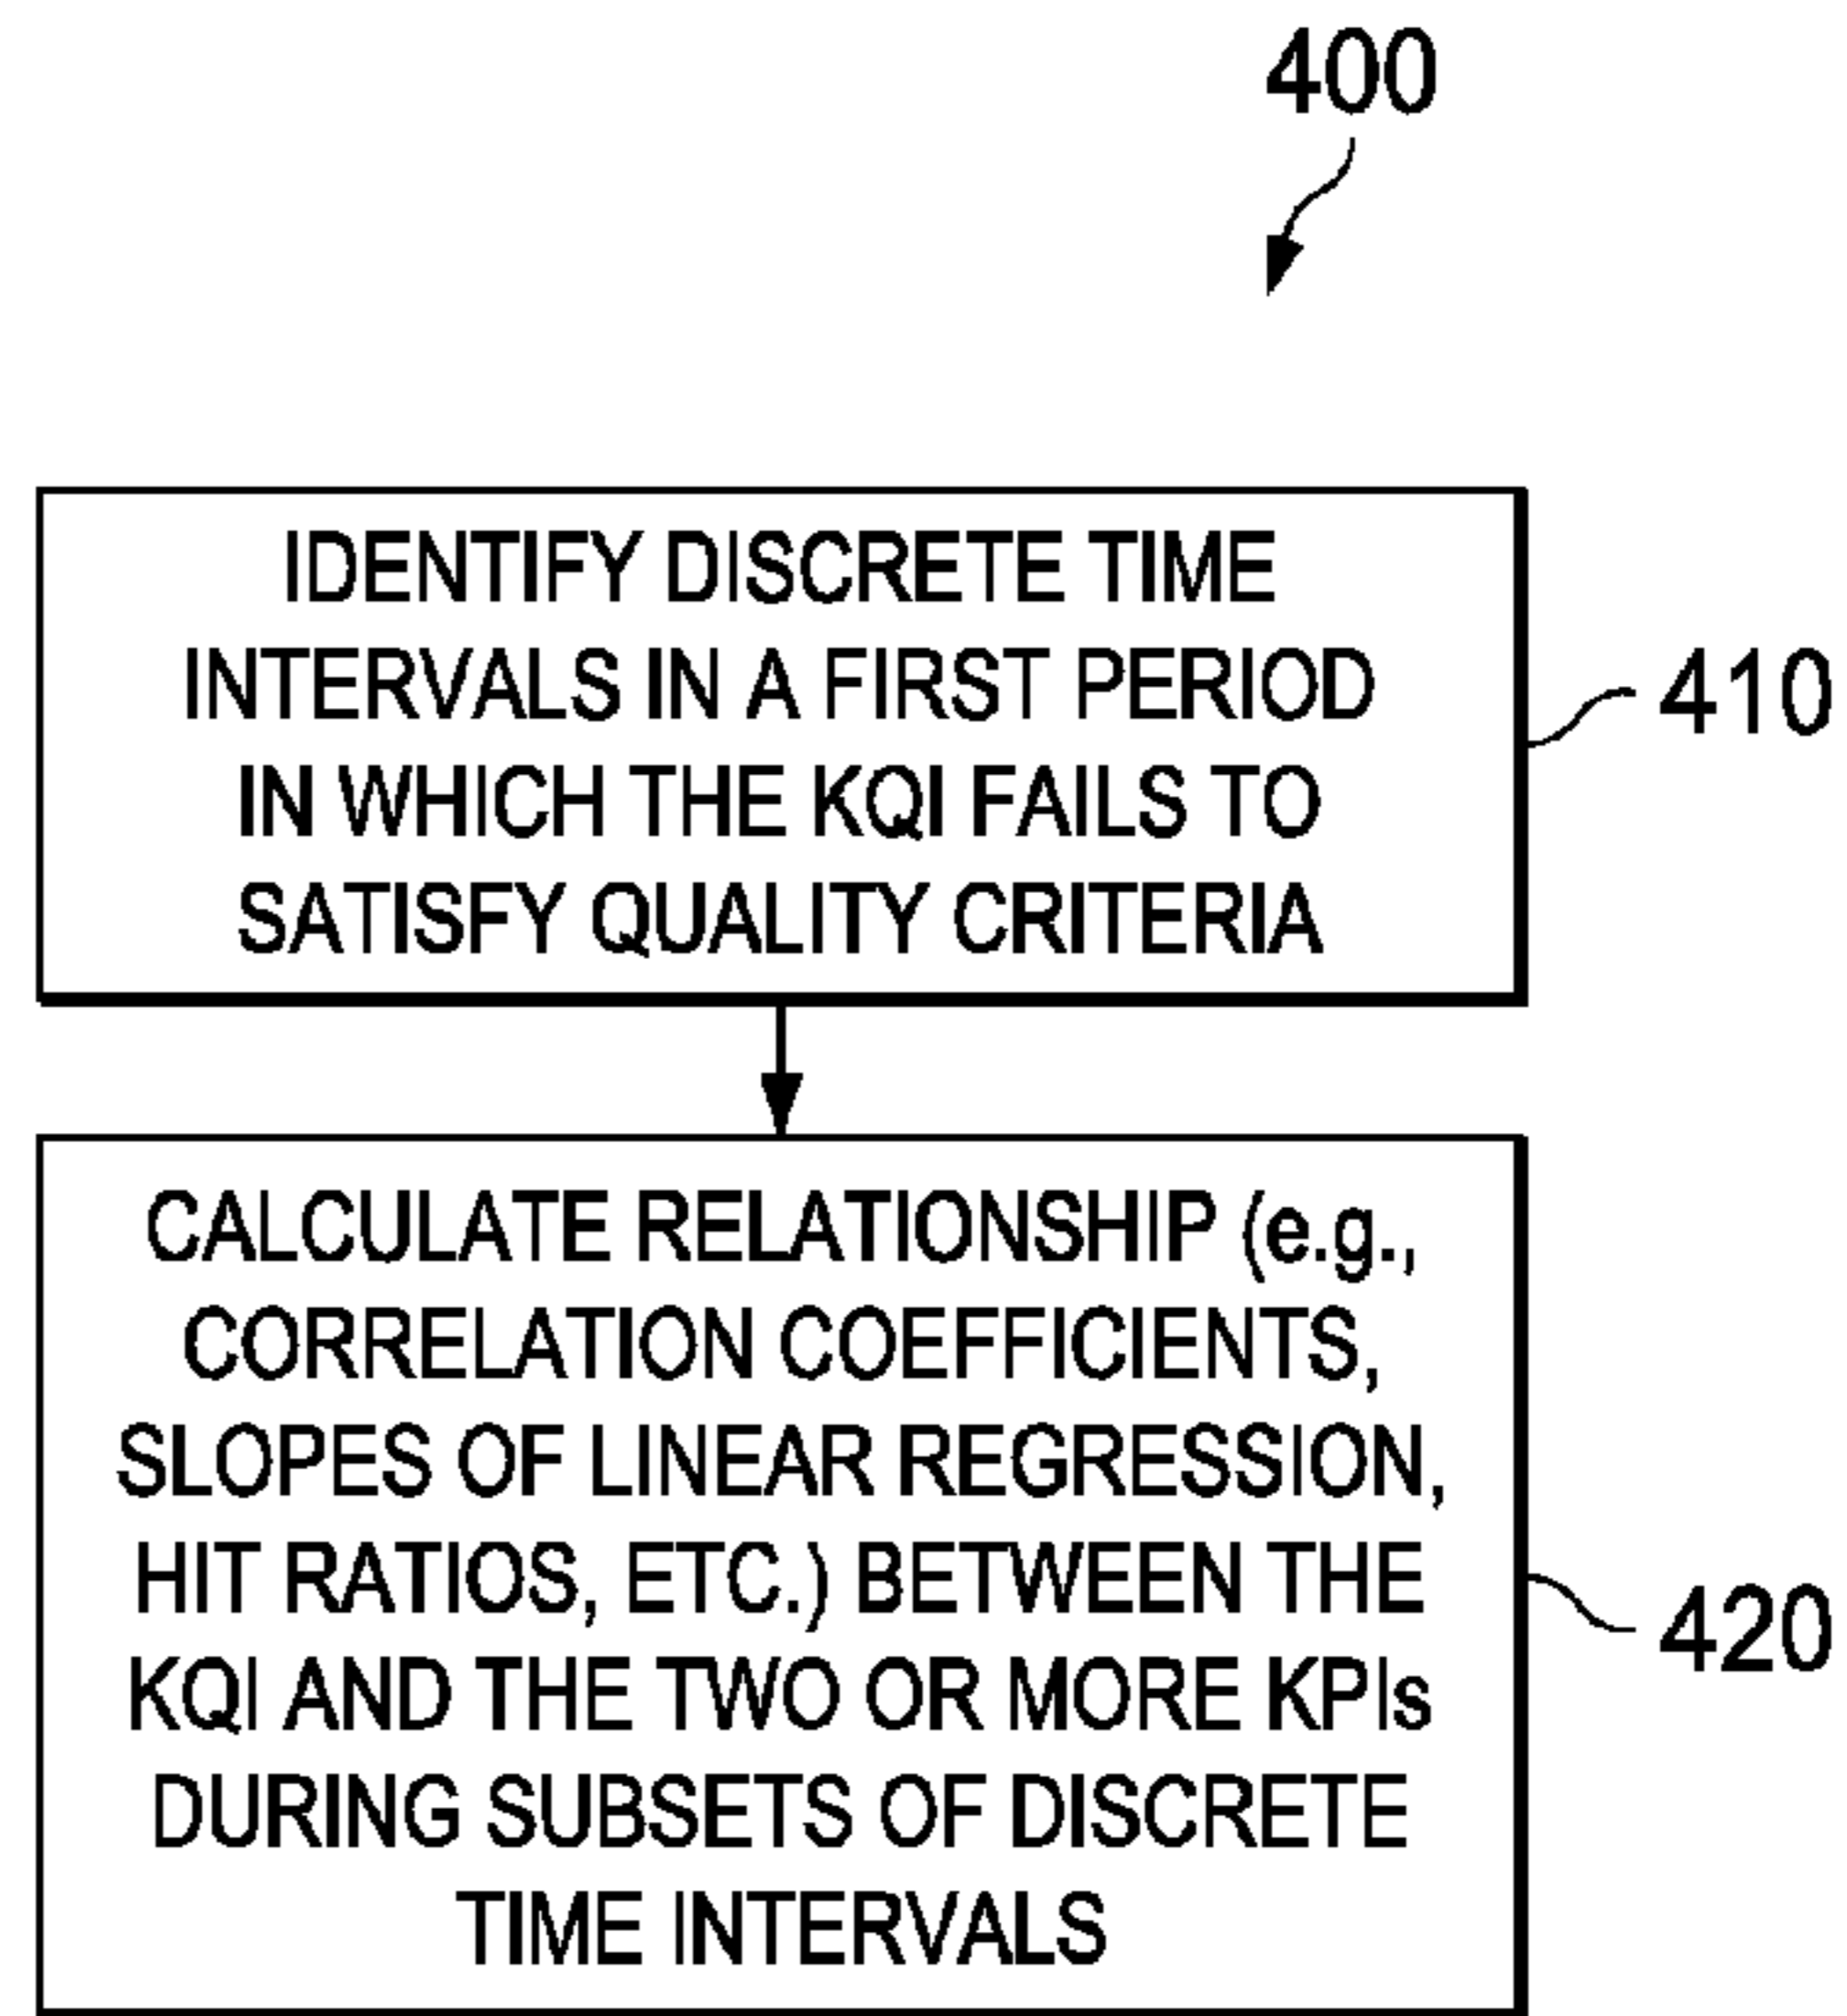 400
IDENTIFY DISCRETE TIME
INTERVALS IN A FIRST PERIOD
IN WHICH THE KQI FAILS TO
SATISFY QUALITY CRITERIA
410
CALCULATE RELATIONSHIP (e.g.,
CORRELATION COEFFICIENTS,
SLOPES OF LINEAR REGRESSION,
HIT RATIOS, ETC.) BETWEEN THE
KQI AND THE TWO OR MORE KPIs
DURING SUBSETS OF DISCRETE
TIME INTERVALS
420